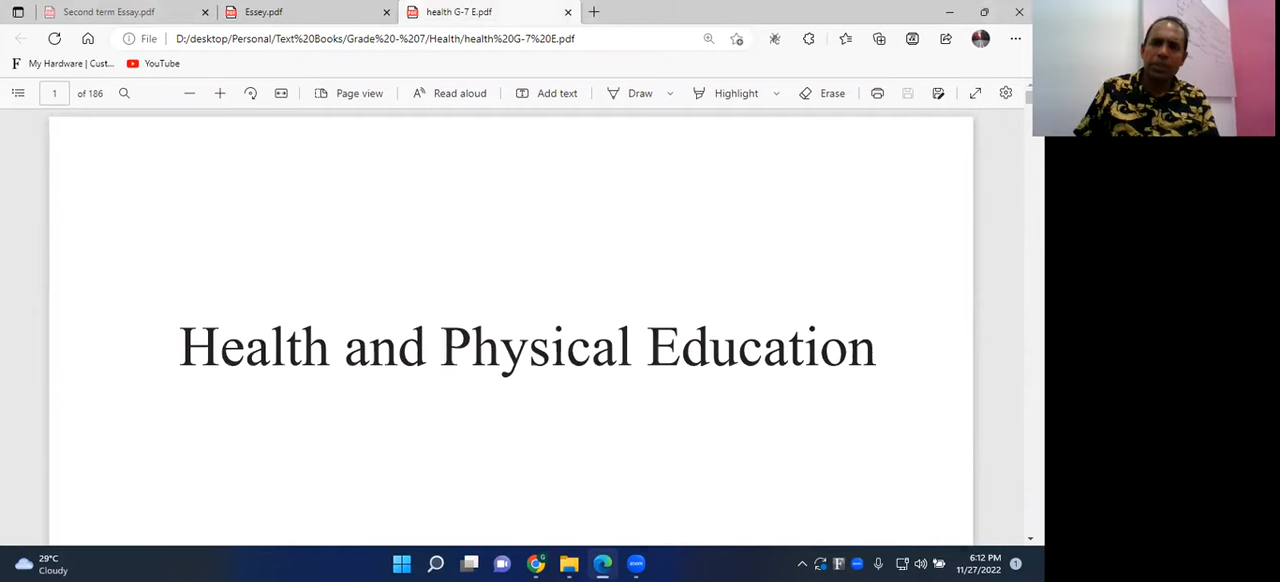 Second term Essay.pdf
Essey.pdf
health G-7 E.pdf
File
D:/desktop/Personal/Text%20Books/Grade%20-%207/Health/health%20G-7%20E.pdf
My Hardware | Cust...
YouTube
1 of 186
Page view
Read aloud
Add text
Draw
Highlight
Erase
Health and Physical Education
29°C
Cloudy
zoom
6:12 PM
11/27/2022
1